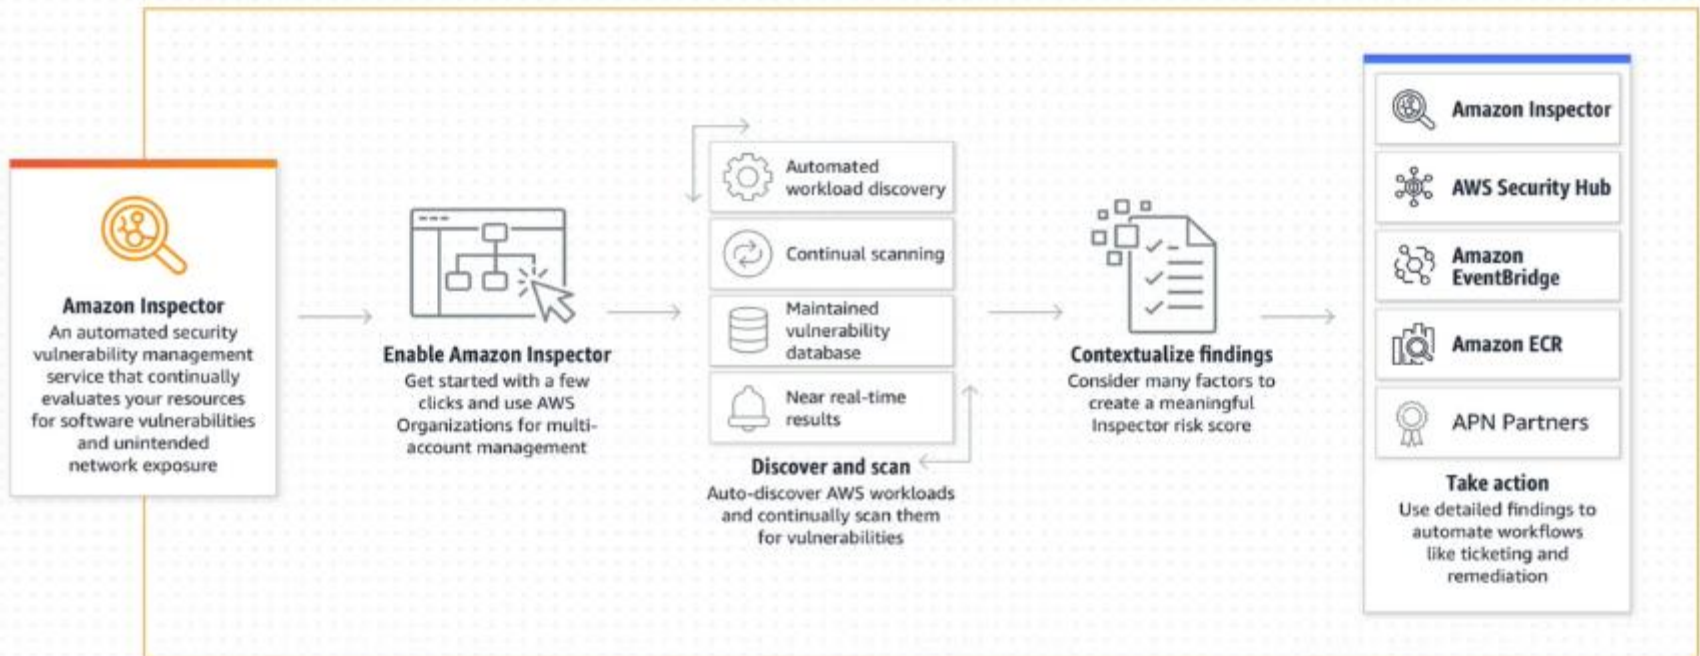 Amazon Inspector
An automated security
vulnerability management
service that continually
evaluates your resources
for software vulnerabilities
and unintended
network exposure
Enable Amazon Inspector
Get started with a few
clicks and use AWS
Organizations for multi-
account management
Automated
workload discovery
Continual scanning
Maintained
vulnerability
database
Near real-time
results
Discover and scan
Auto-discover AWS workloads
and continually scan them
for vulnerabilities
Contextualize findings
Consider many factors to
create a meaningful
Inspector risk score
Amazon Inspector
AWS Security Hub
Amazon
EventBridge
Amazon ECR
APN Partners
Take action
Use detailed findings to
automate workflows
like ticketing and
remediation